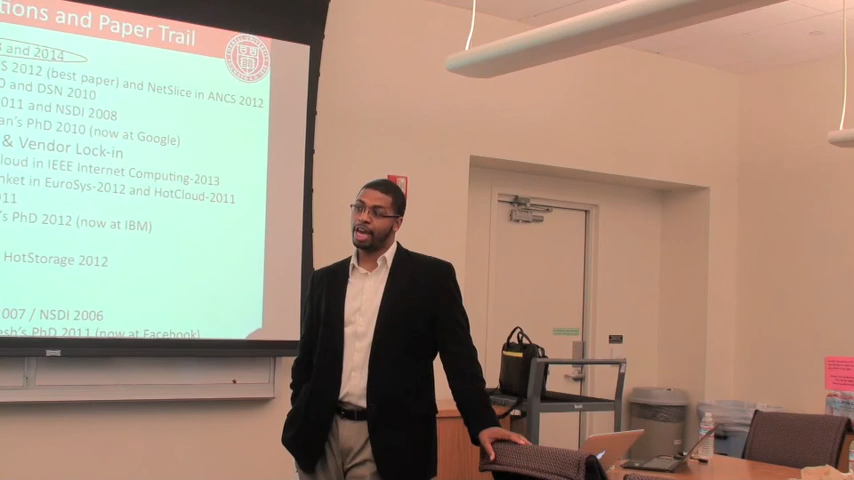 tions and Paper Trail
3 and 2014
S 2012 (best paper) and NetSlice in ANCS 2012
0 and DSN 2010
011 and NSDI 2008
an's PhD 2010 (now at Google)
& Vendor Lock-in
loud in IEEE Internet Computing-2013
nket in EuroSys-2012 and HotCloud-2011
011
's PhD 2012 (now at IBM)
HotStorage 2012
007 / NSDI 2006
esh's PhD 2011 (now at Facebook)